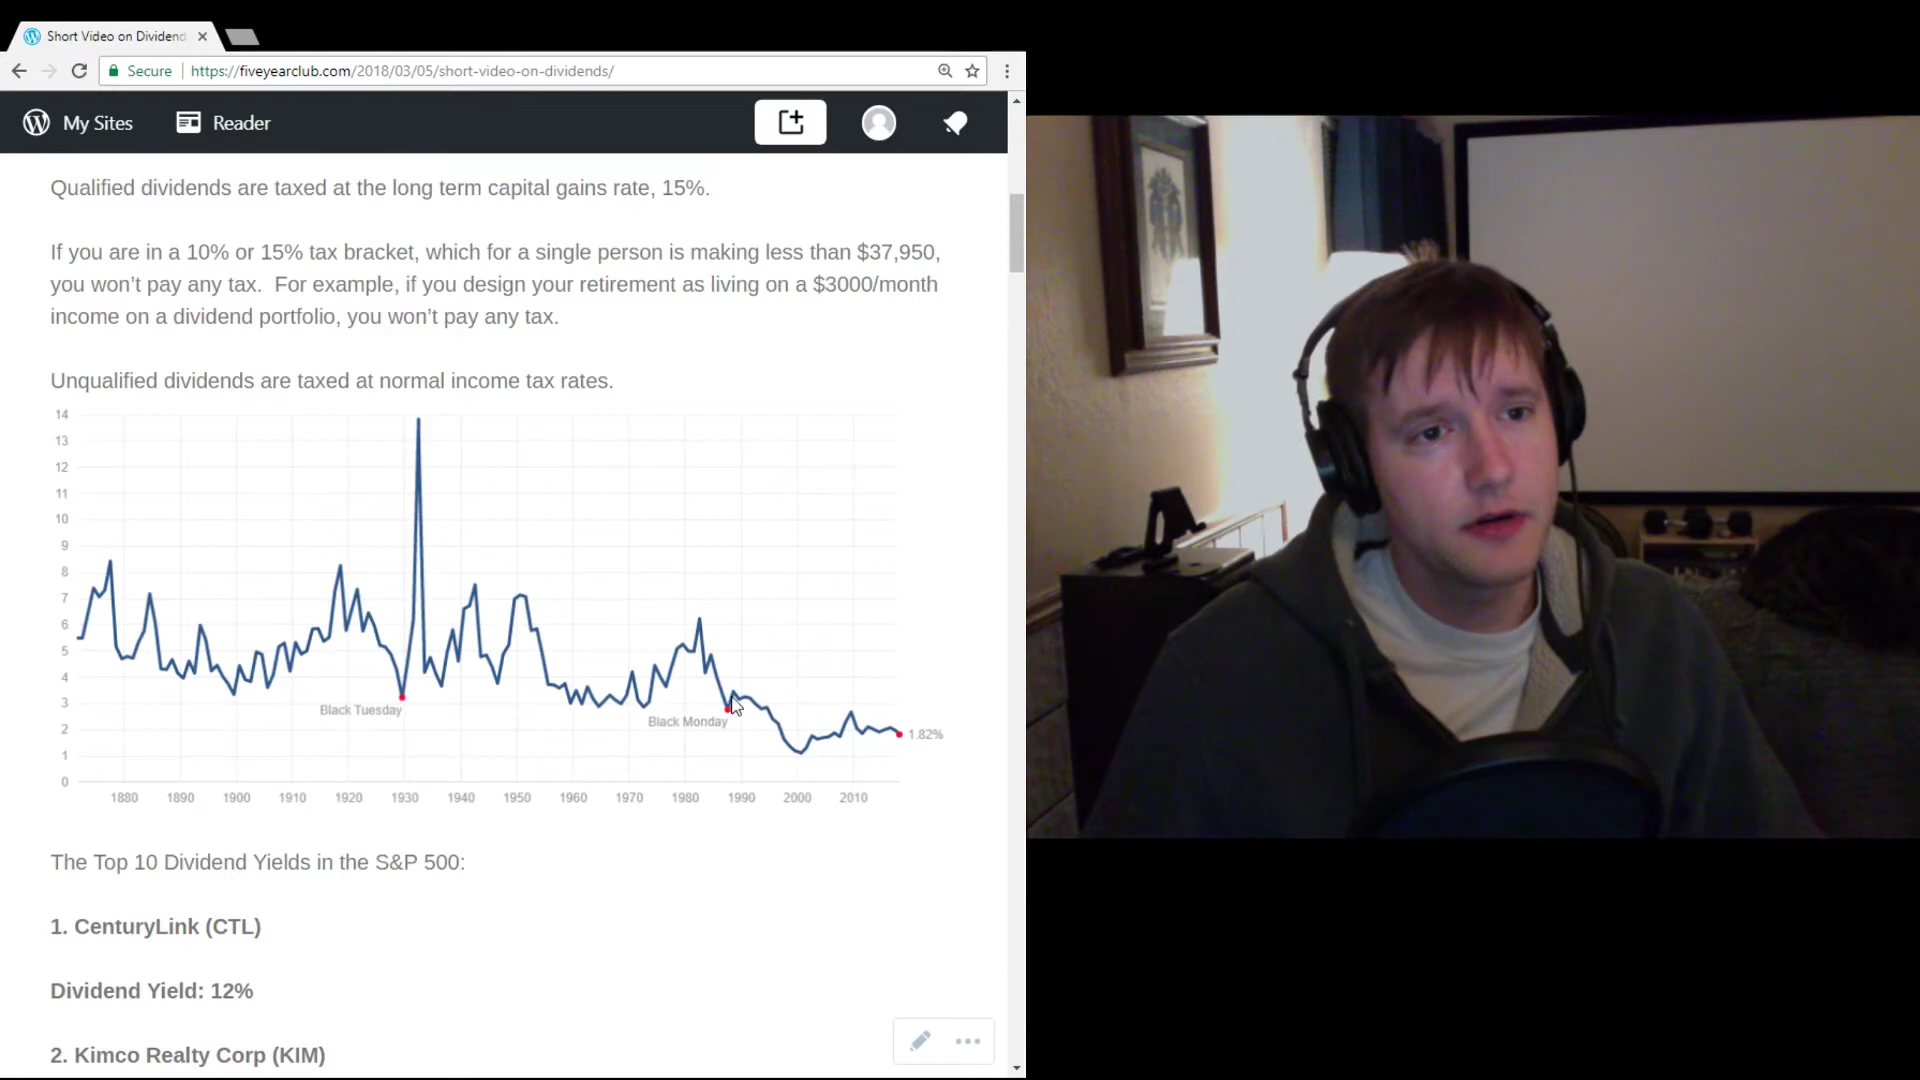 Short Video on Dividend
Secure https://fiveyearclub.com/2018/03/05/short-video-on-dividends/
My Sites Reader
Qualified dividends are taxed at the long term capital gains rate, 15%.
If you are in a 10% or 15% tax bracket, which for a single person is making less than $37,950,
you won’t pay any tax. For example, if you design your retirement as living on a $3000/month
income on a dividend portfolio, you won’t pay any tax.
Unqualified dividends are taxed at normal income tax rates.
14
13
12
11
10
9
8
7
6
5
4
3
2
1
0
Black Tuesday
Black Monday
1.82%
1880 1890 1900 1910 1920 1930 1940 1950 1960 1970 1980 1990 2000 2010
The Top 10 Dividend Yields in the S&P 500:
1. CenturyLink (CTL)
Dividend Yield: 12%
2. Kimco Realty Corp (KIM)